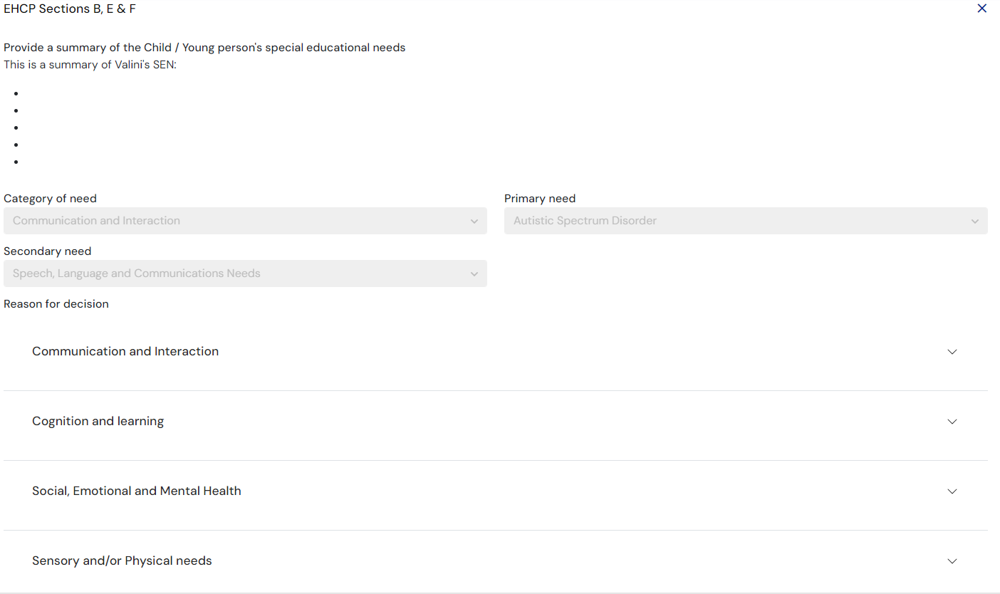 EHCP Sections B, E & F
Provide a summary of the Child / Young person's special educational needs
This is a summary of Valini's SEN:
Category of need
Primary need
Communication and Interaction
Autistic Spectrum Disorder
Secondary need
Speech, Language and Communications Needs
Reason for decision
Communication and Interaction
Cognition and learning
Social, Emotional and Mental Health
Sensory and/or Physical needs